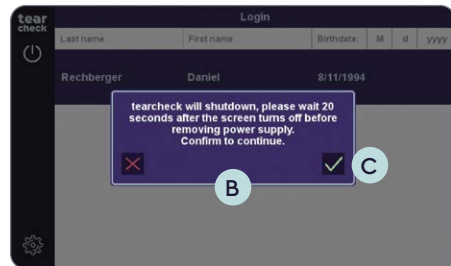 tear
check
Login
Last name First name Birthdate: M d yyyy
Rechberger Daniel 8/11/1994
tearcheck will shutdown, please wait 20
seconds after the screen turns off before
removing power supply.
Confirm to continue.
B
C